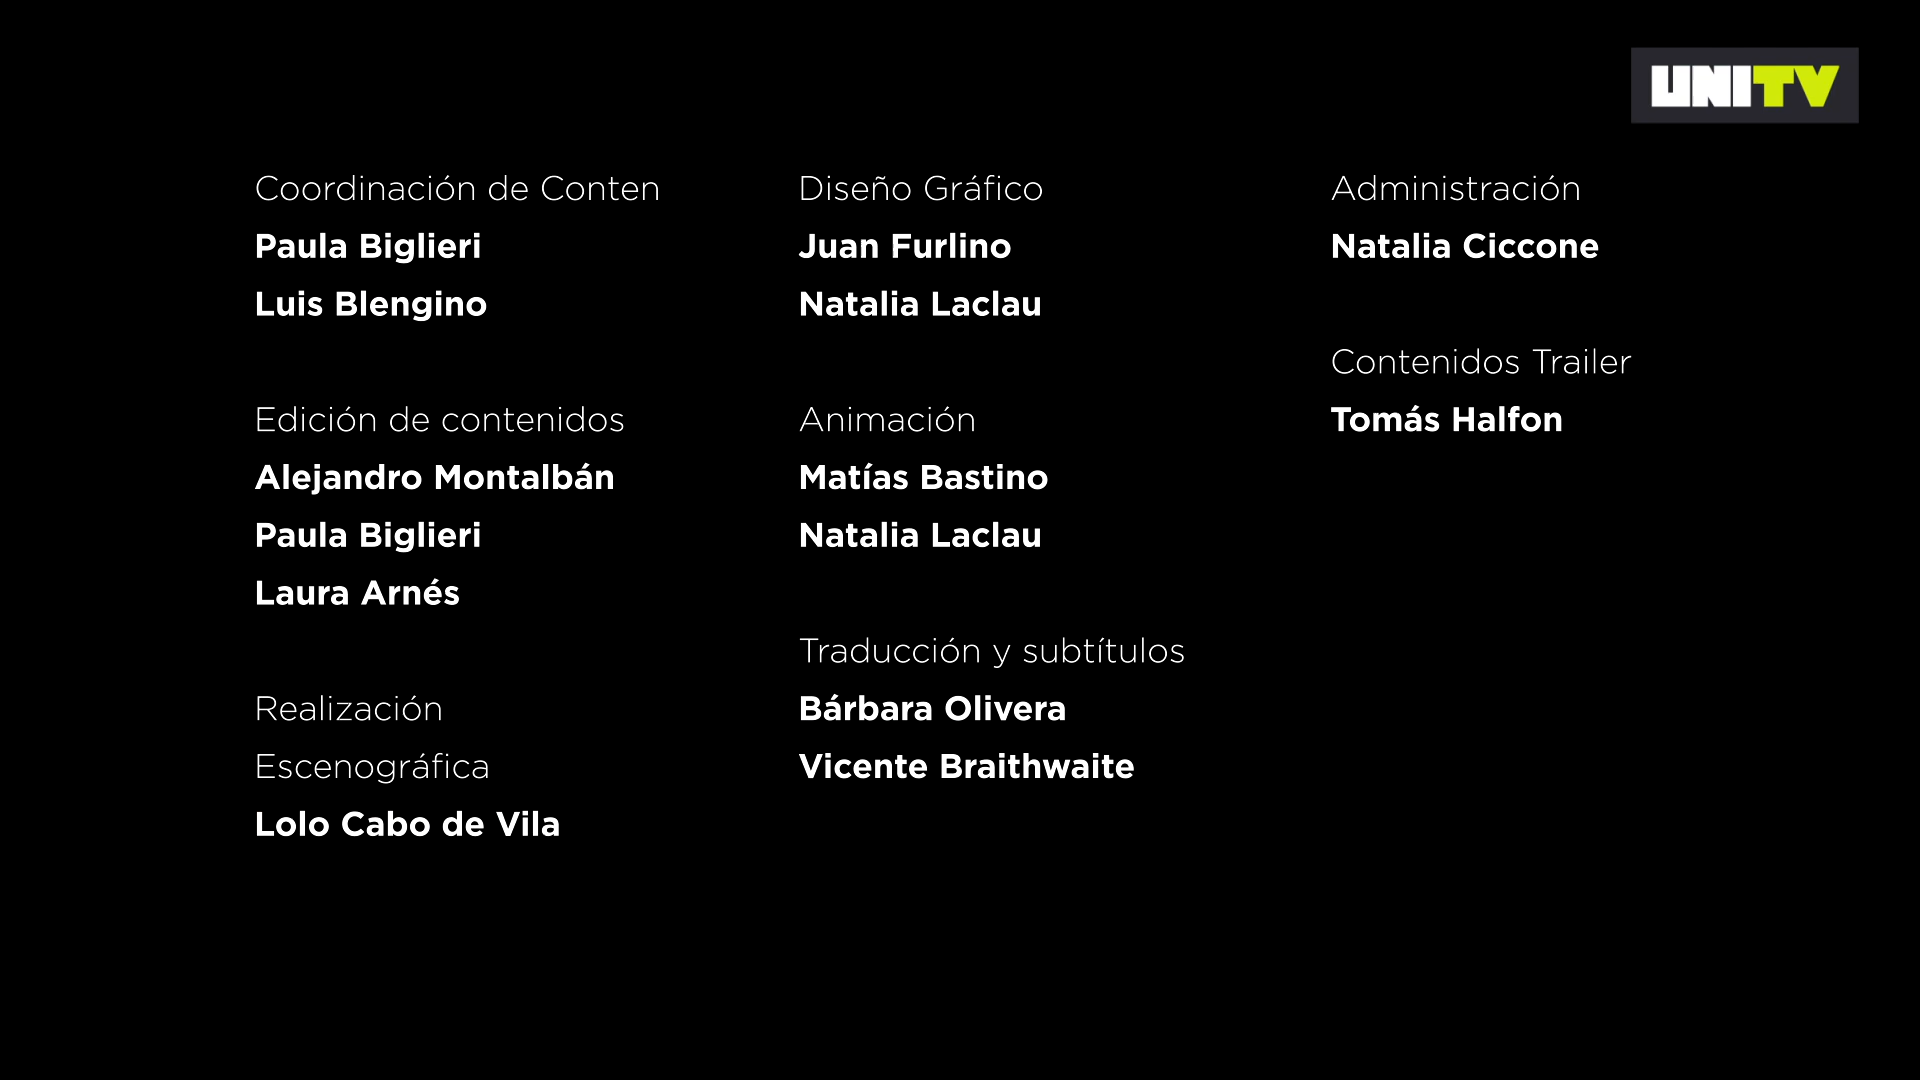 UNITV
Coordinación de Conten
Paula Biglieri
Luis Blengino
Edición de contenidos
Alejandro Montalbán
Paula Biglieri
Laura Arnés
Realización
Escenográfica
Lolo Cabo de Vila
Diseño Gráfico
Juan Furlino
Natalia Laclau
Animación
Matías Bastino
Natalia Laclau
Traducción y subtítulos
Bárbara Olivera
Vicente Braithwaite
Administración
Natalia Ciccone
Contenidos Trailer
Tomás Halfon